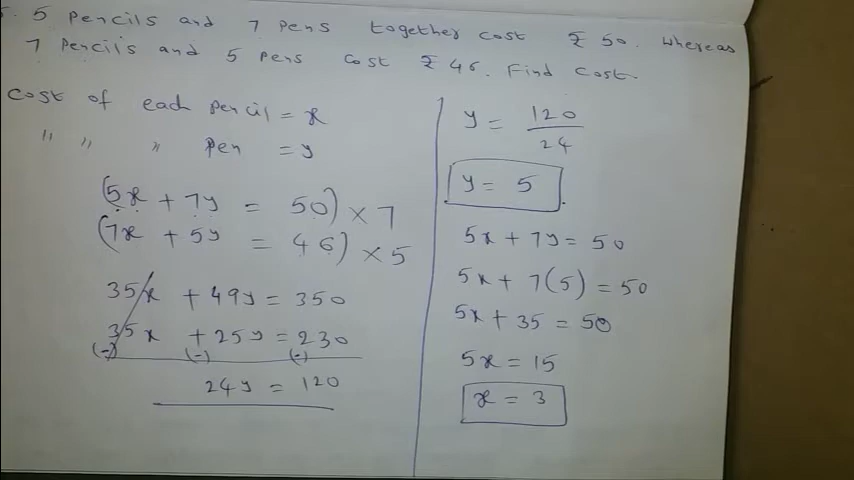 5. 5 pencils and 7 pens together cost ₹ 50. whereas
7 pencils and 5 pens cost ₹ 46. Find cost.
cost of each pencil = x
" " " pen = y
(5x + 7y = 50) × 7
(7x + 5y = 46) × 5
35x + 49y = 350
35x + 25y = 230
(-) (-) (-)
24y = 120
y = 120
24
y = 5
5x + 7y = 50
5x + 7(5) = 50
5x + 35 = 50
5x = 15
x = 3